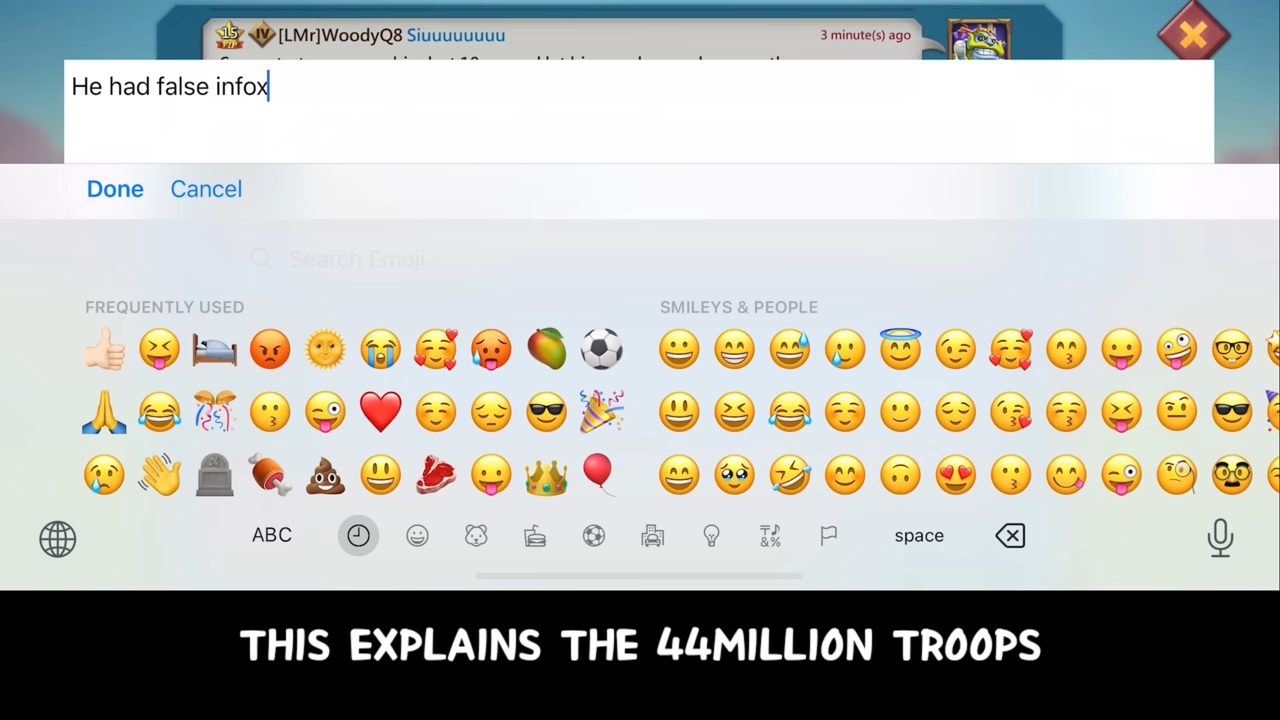 15
VIP
IV
[LMr]WoodyQ8 Siuuuuuuuu
3 minute(s) ago
He had false infox
Done Cancel
Search Emoji
FREQUENTLY USED
SMILEYS & PEOPLE
ABC
space
THIS EXPLAINS THE 44MILLION TROOPS